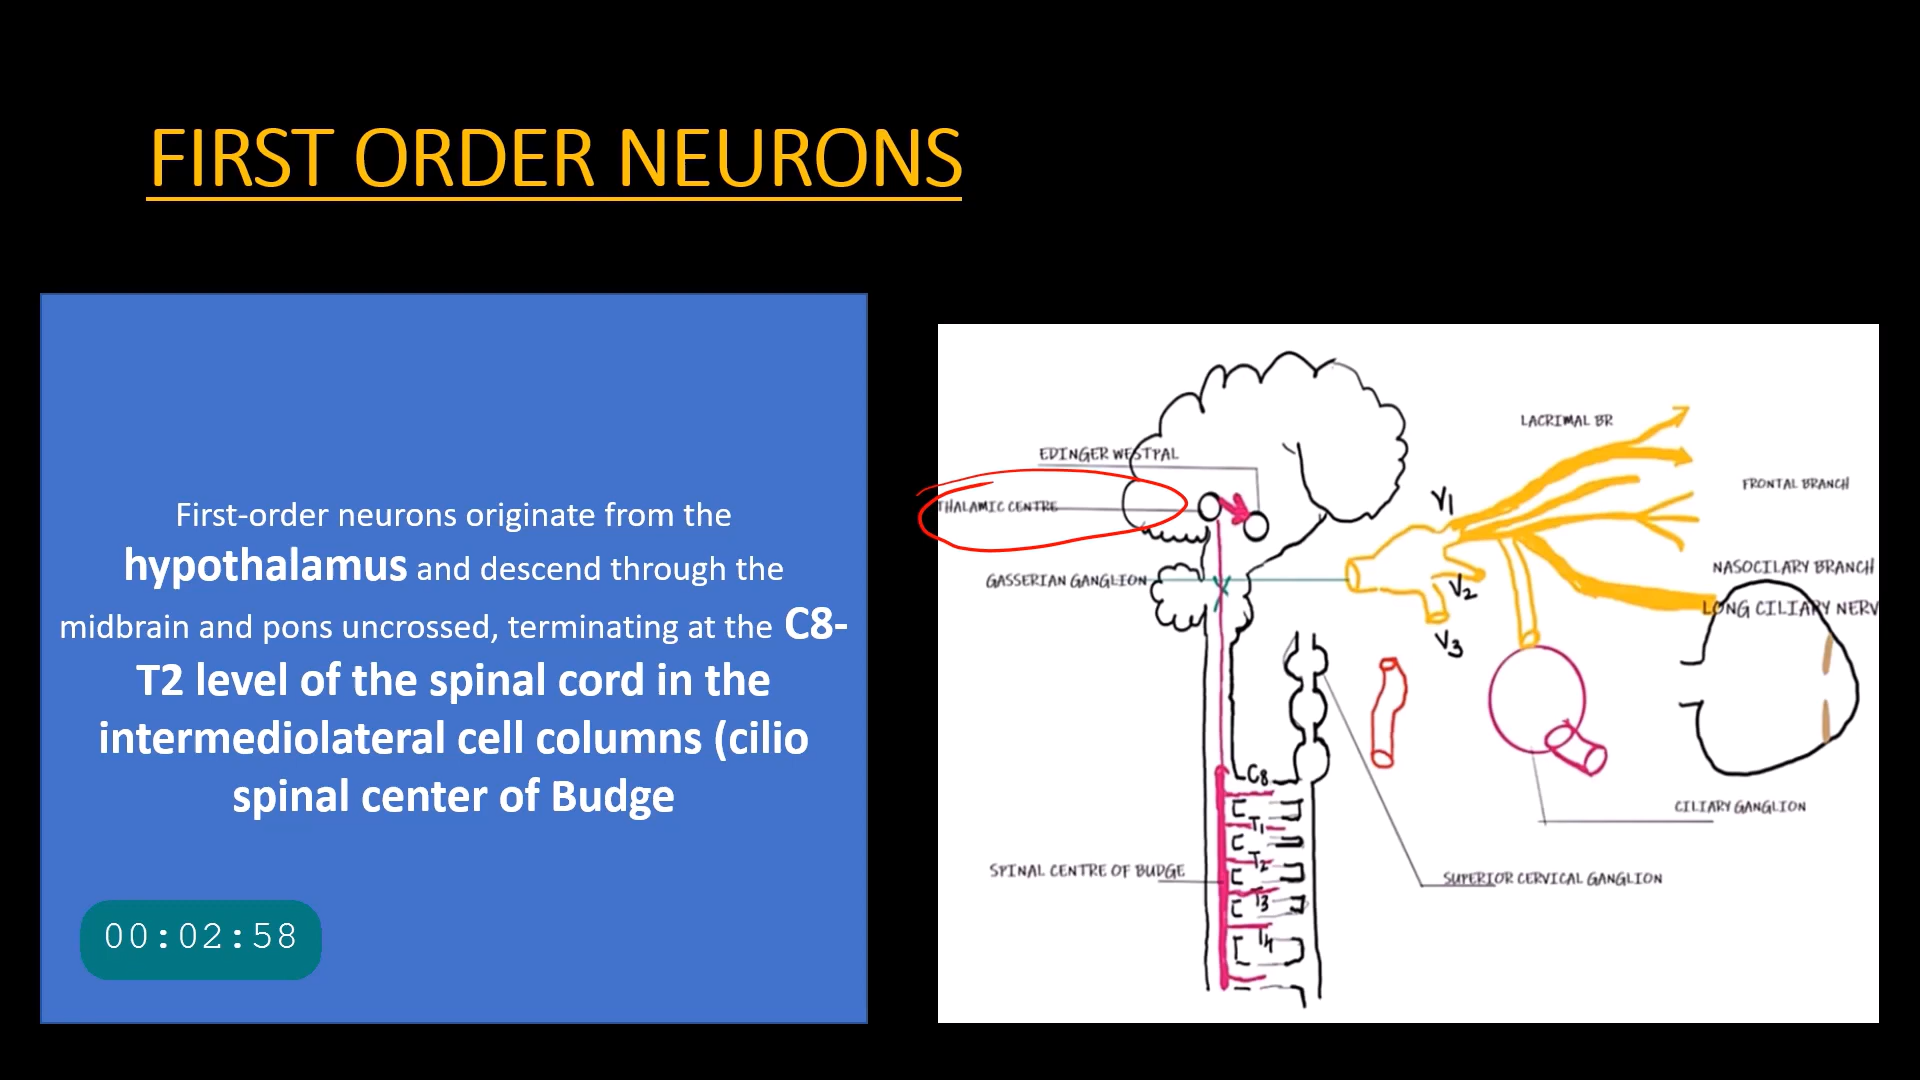 FIRST ORDER NEURONS
First-order neurons originate from the
hypothalamus and descend through the
midbrain and pons uncrossed, terminating at the C8-
T2 level of the spinal cord in the
intermediolateral cell columns (cilio
spinal center of Budge
00:02:58
LACRIMAL BR
EDINGER WESTPAL
FRONTAL BRANCH
V1
THALAMIC CENTRE
NASOCILARY BRANCH
GASSERIAN GANGLION
V2
LONG CILIARY NERV
V3
C8
CILIARY GANGLION
T1
T2
SPINAL CENTRE OF BUDGE
SUPERIOR CERVICAL GANGLION
T3
T4